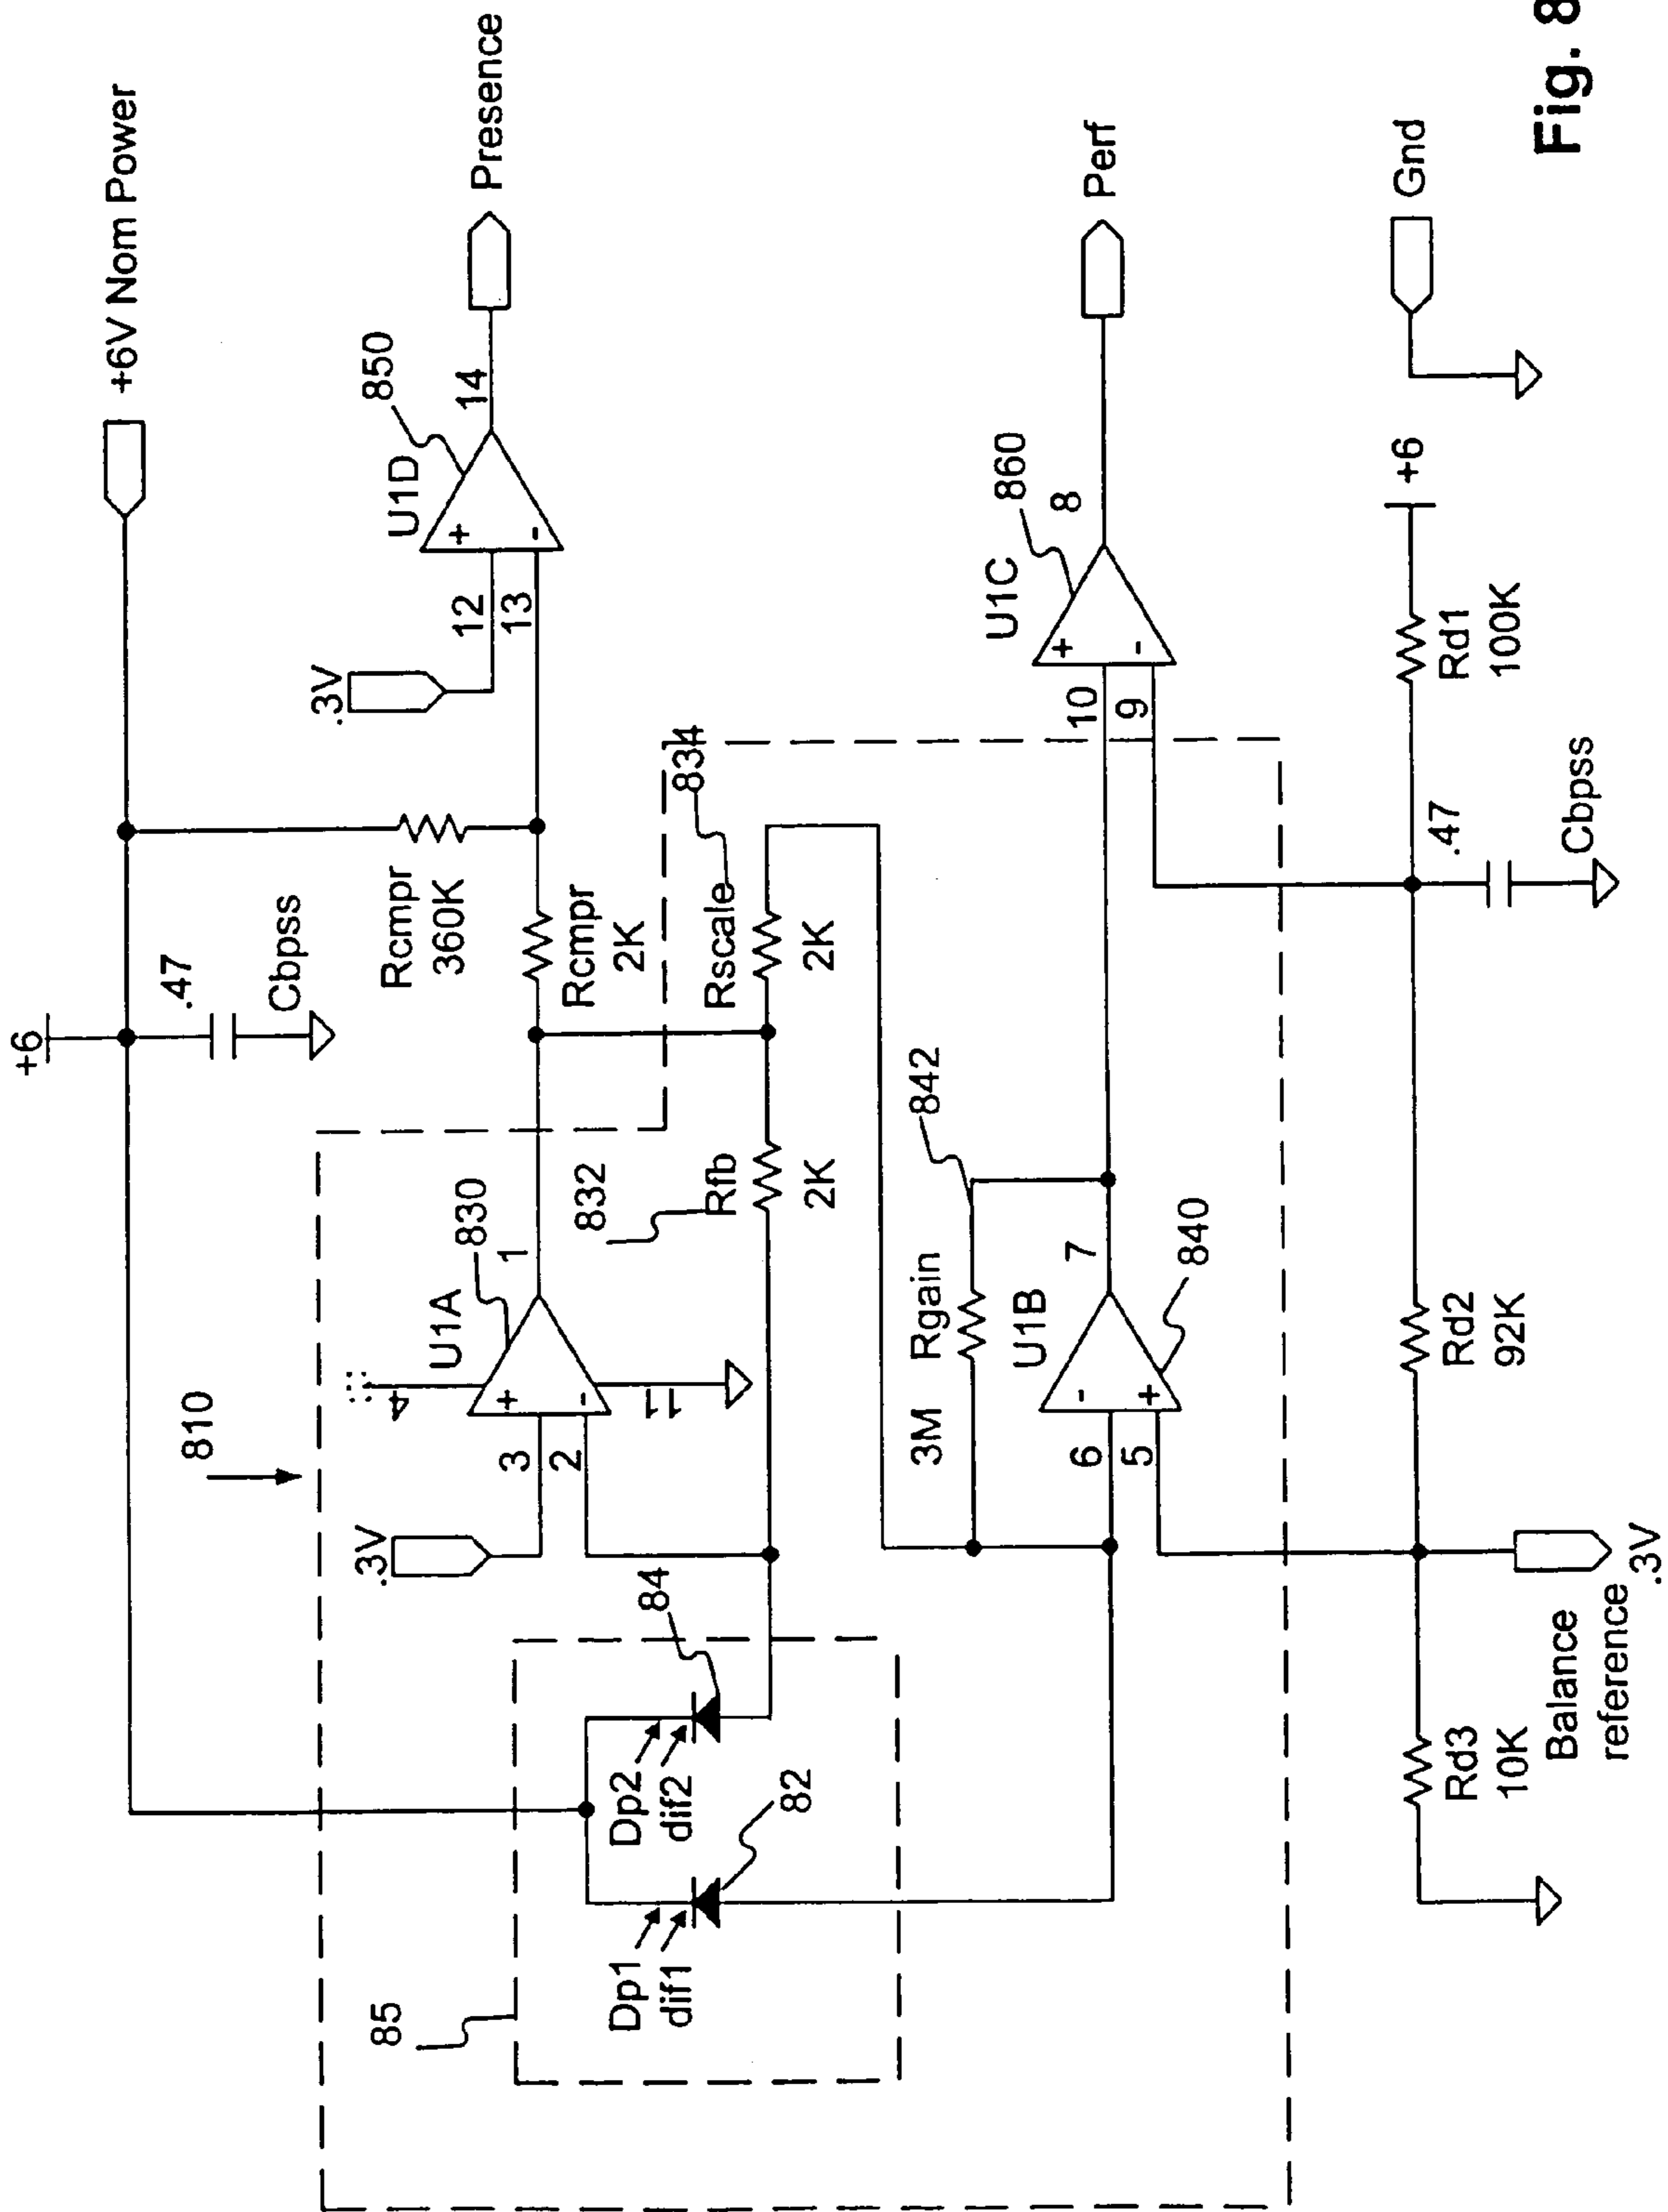 +6
+6V Nom Power
.47
Cbpss
Rcmpr
360K
.3V
U1D
850
+
-
12
13
14
Presence
810
.3V
U1A
830
4
+
-
3
2
1
11
Rcmpr
2K
832
Rfb
2K
834
Rscale
2K
85
Dp1
dif1
82
Dp2
dif2
84
842
3M Rgain
U1B
-
+
6
5
7
840
U1C
860
+
-
10
9
8
Perf
Rd3
10K
Balance
reference
.3V
Rd2
92K
.47
Cbpss
Rd1
100K
+6
Gnd
Fig. 8